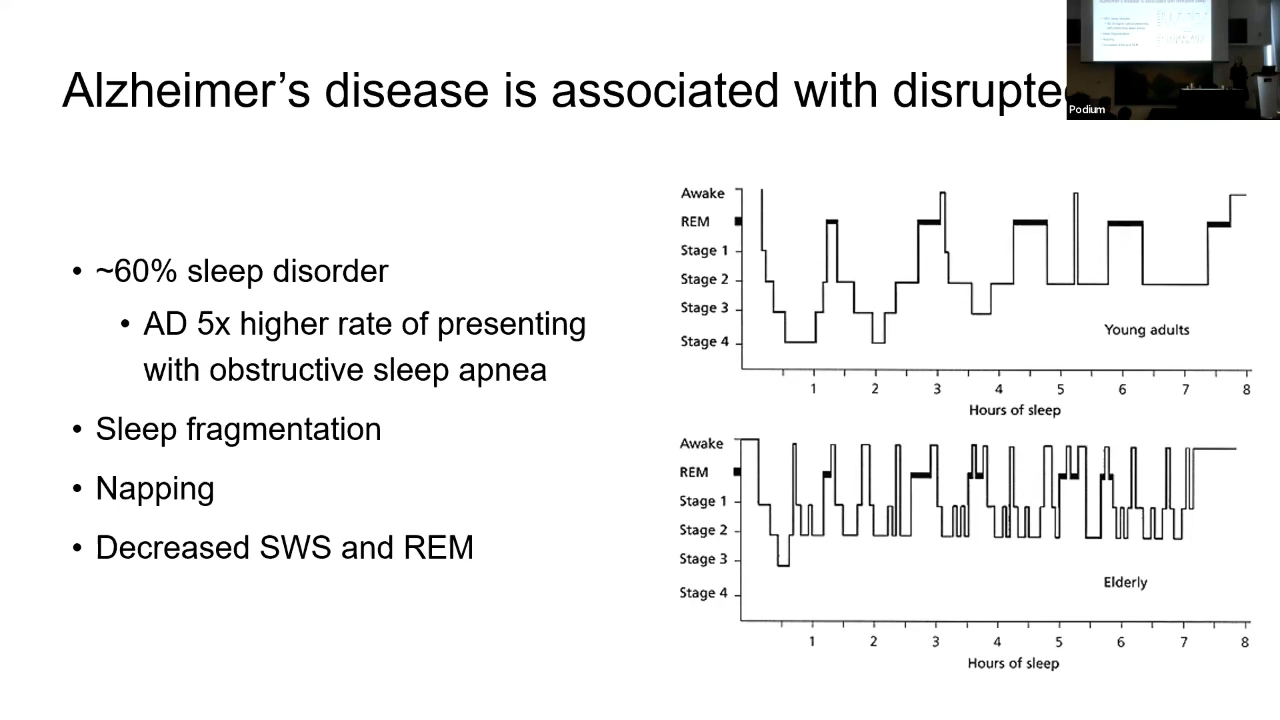 Alzheimer's disease is associated with disrupte
• ~60% sleep disorder
• AD 5x higher rate of presenting
with obstructive sleep apnea
• Sleep fragmentation
• Napping
• Decreased SWS and REM
Podium
Awake
REM
Stage 1
Stage 2
Stage 3
Stage 4
Young adults
1 2 3 4 5 6 7 8
Hours of sleep
Awake
REM
Stage 1
Stage 2
Stage 3
Stage 4
Elderly
1 2 3 4 5 6 7 8
Hours of sleep